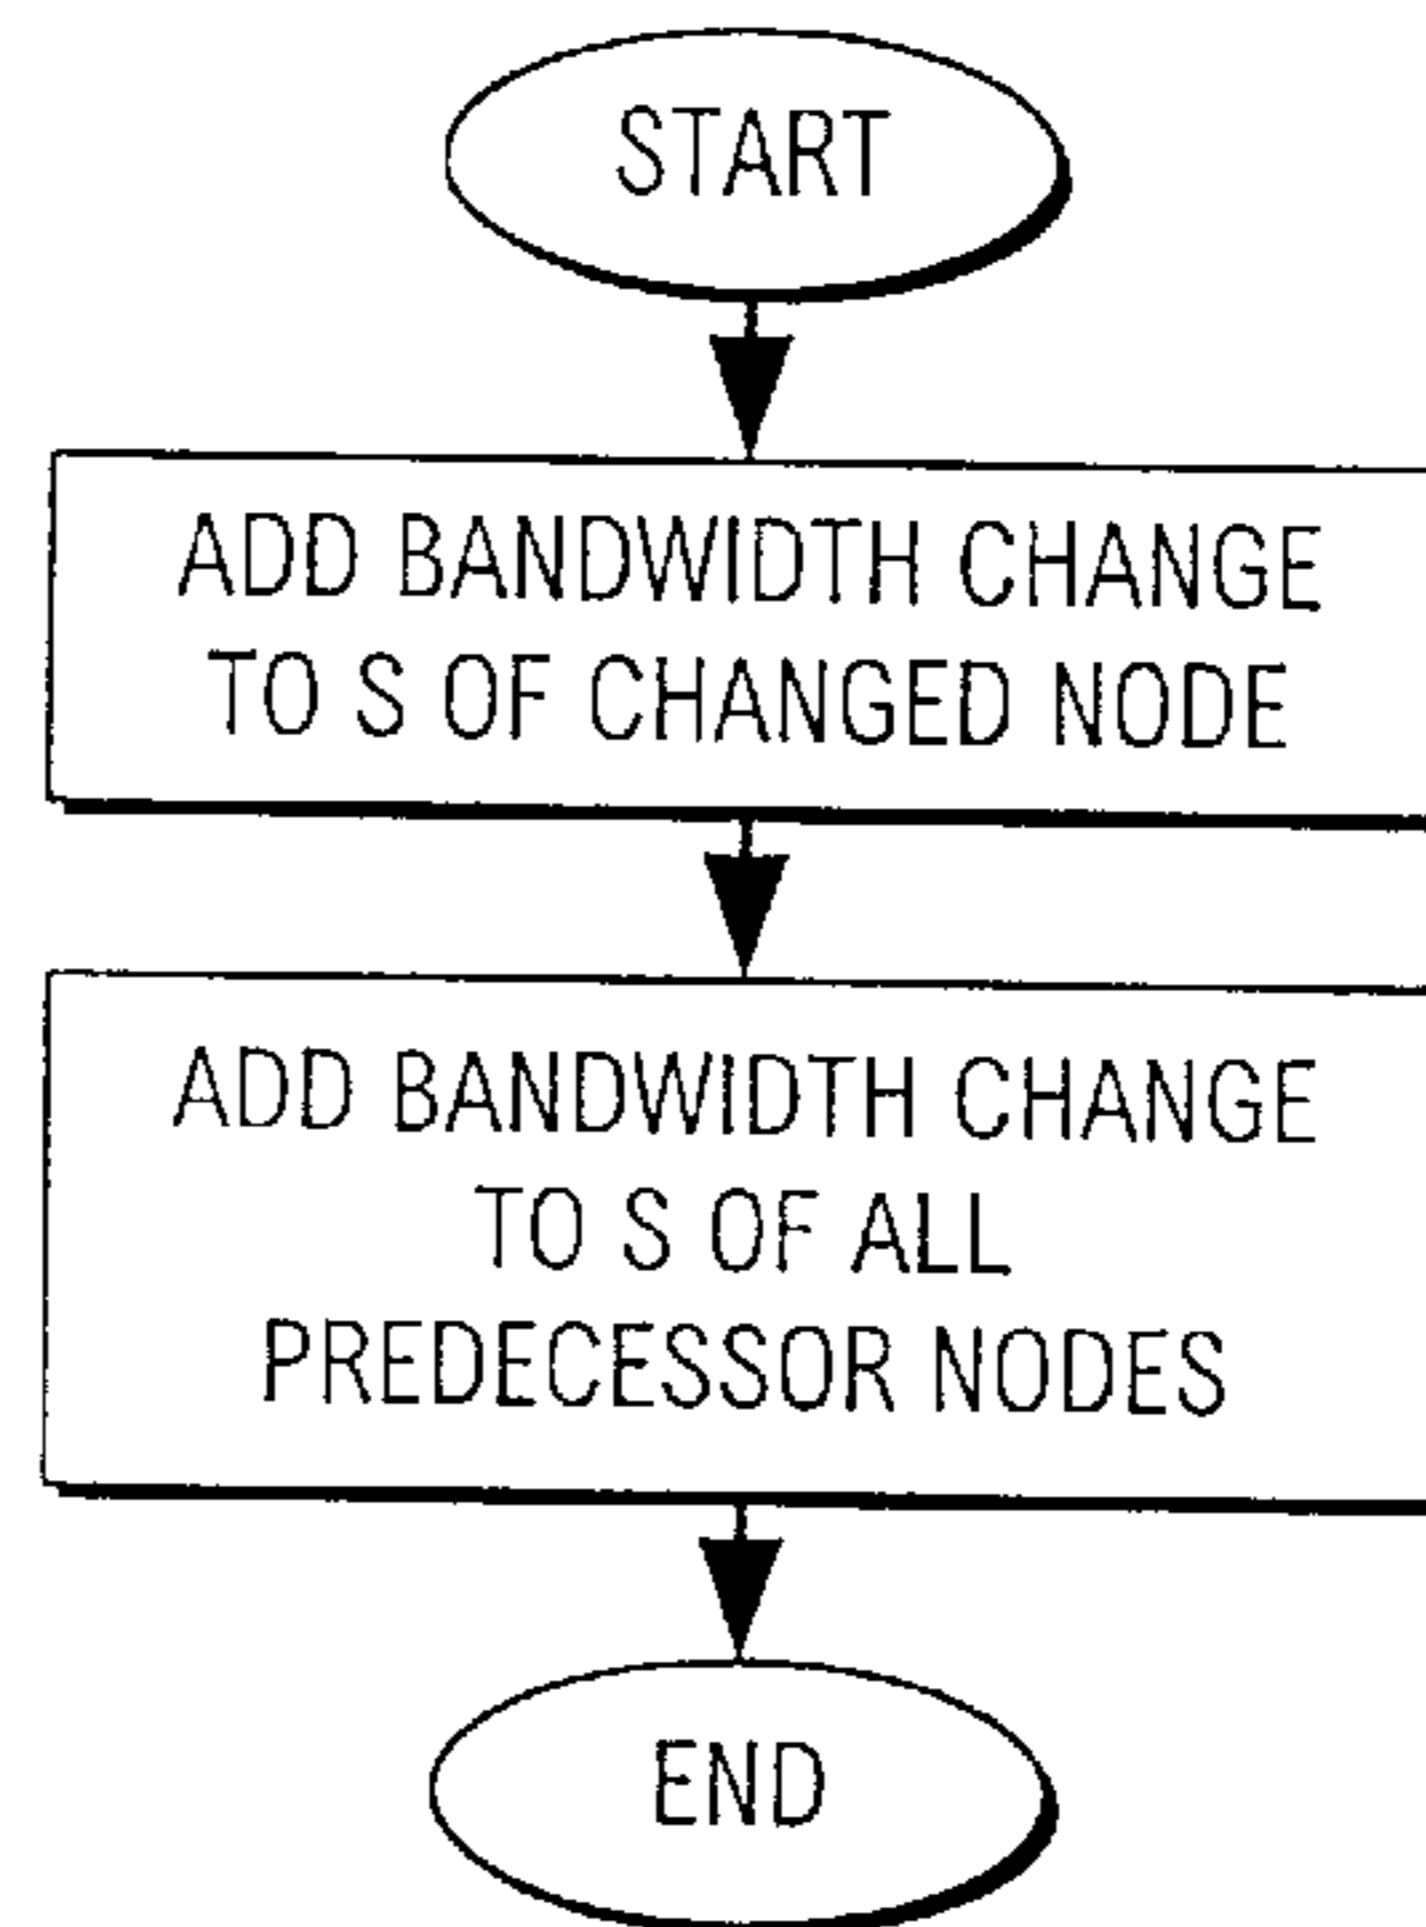 START
ADD BANDWIDTH CHANGE
TO S OF CHANGED NODE
ADD BANDWIDTH CHANGE
TO S OF ALL
PREDECESSOR NODES
END